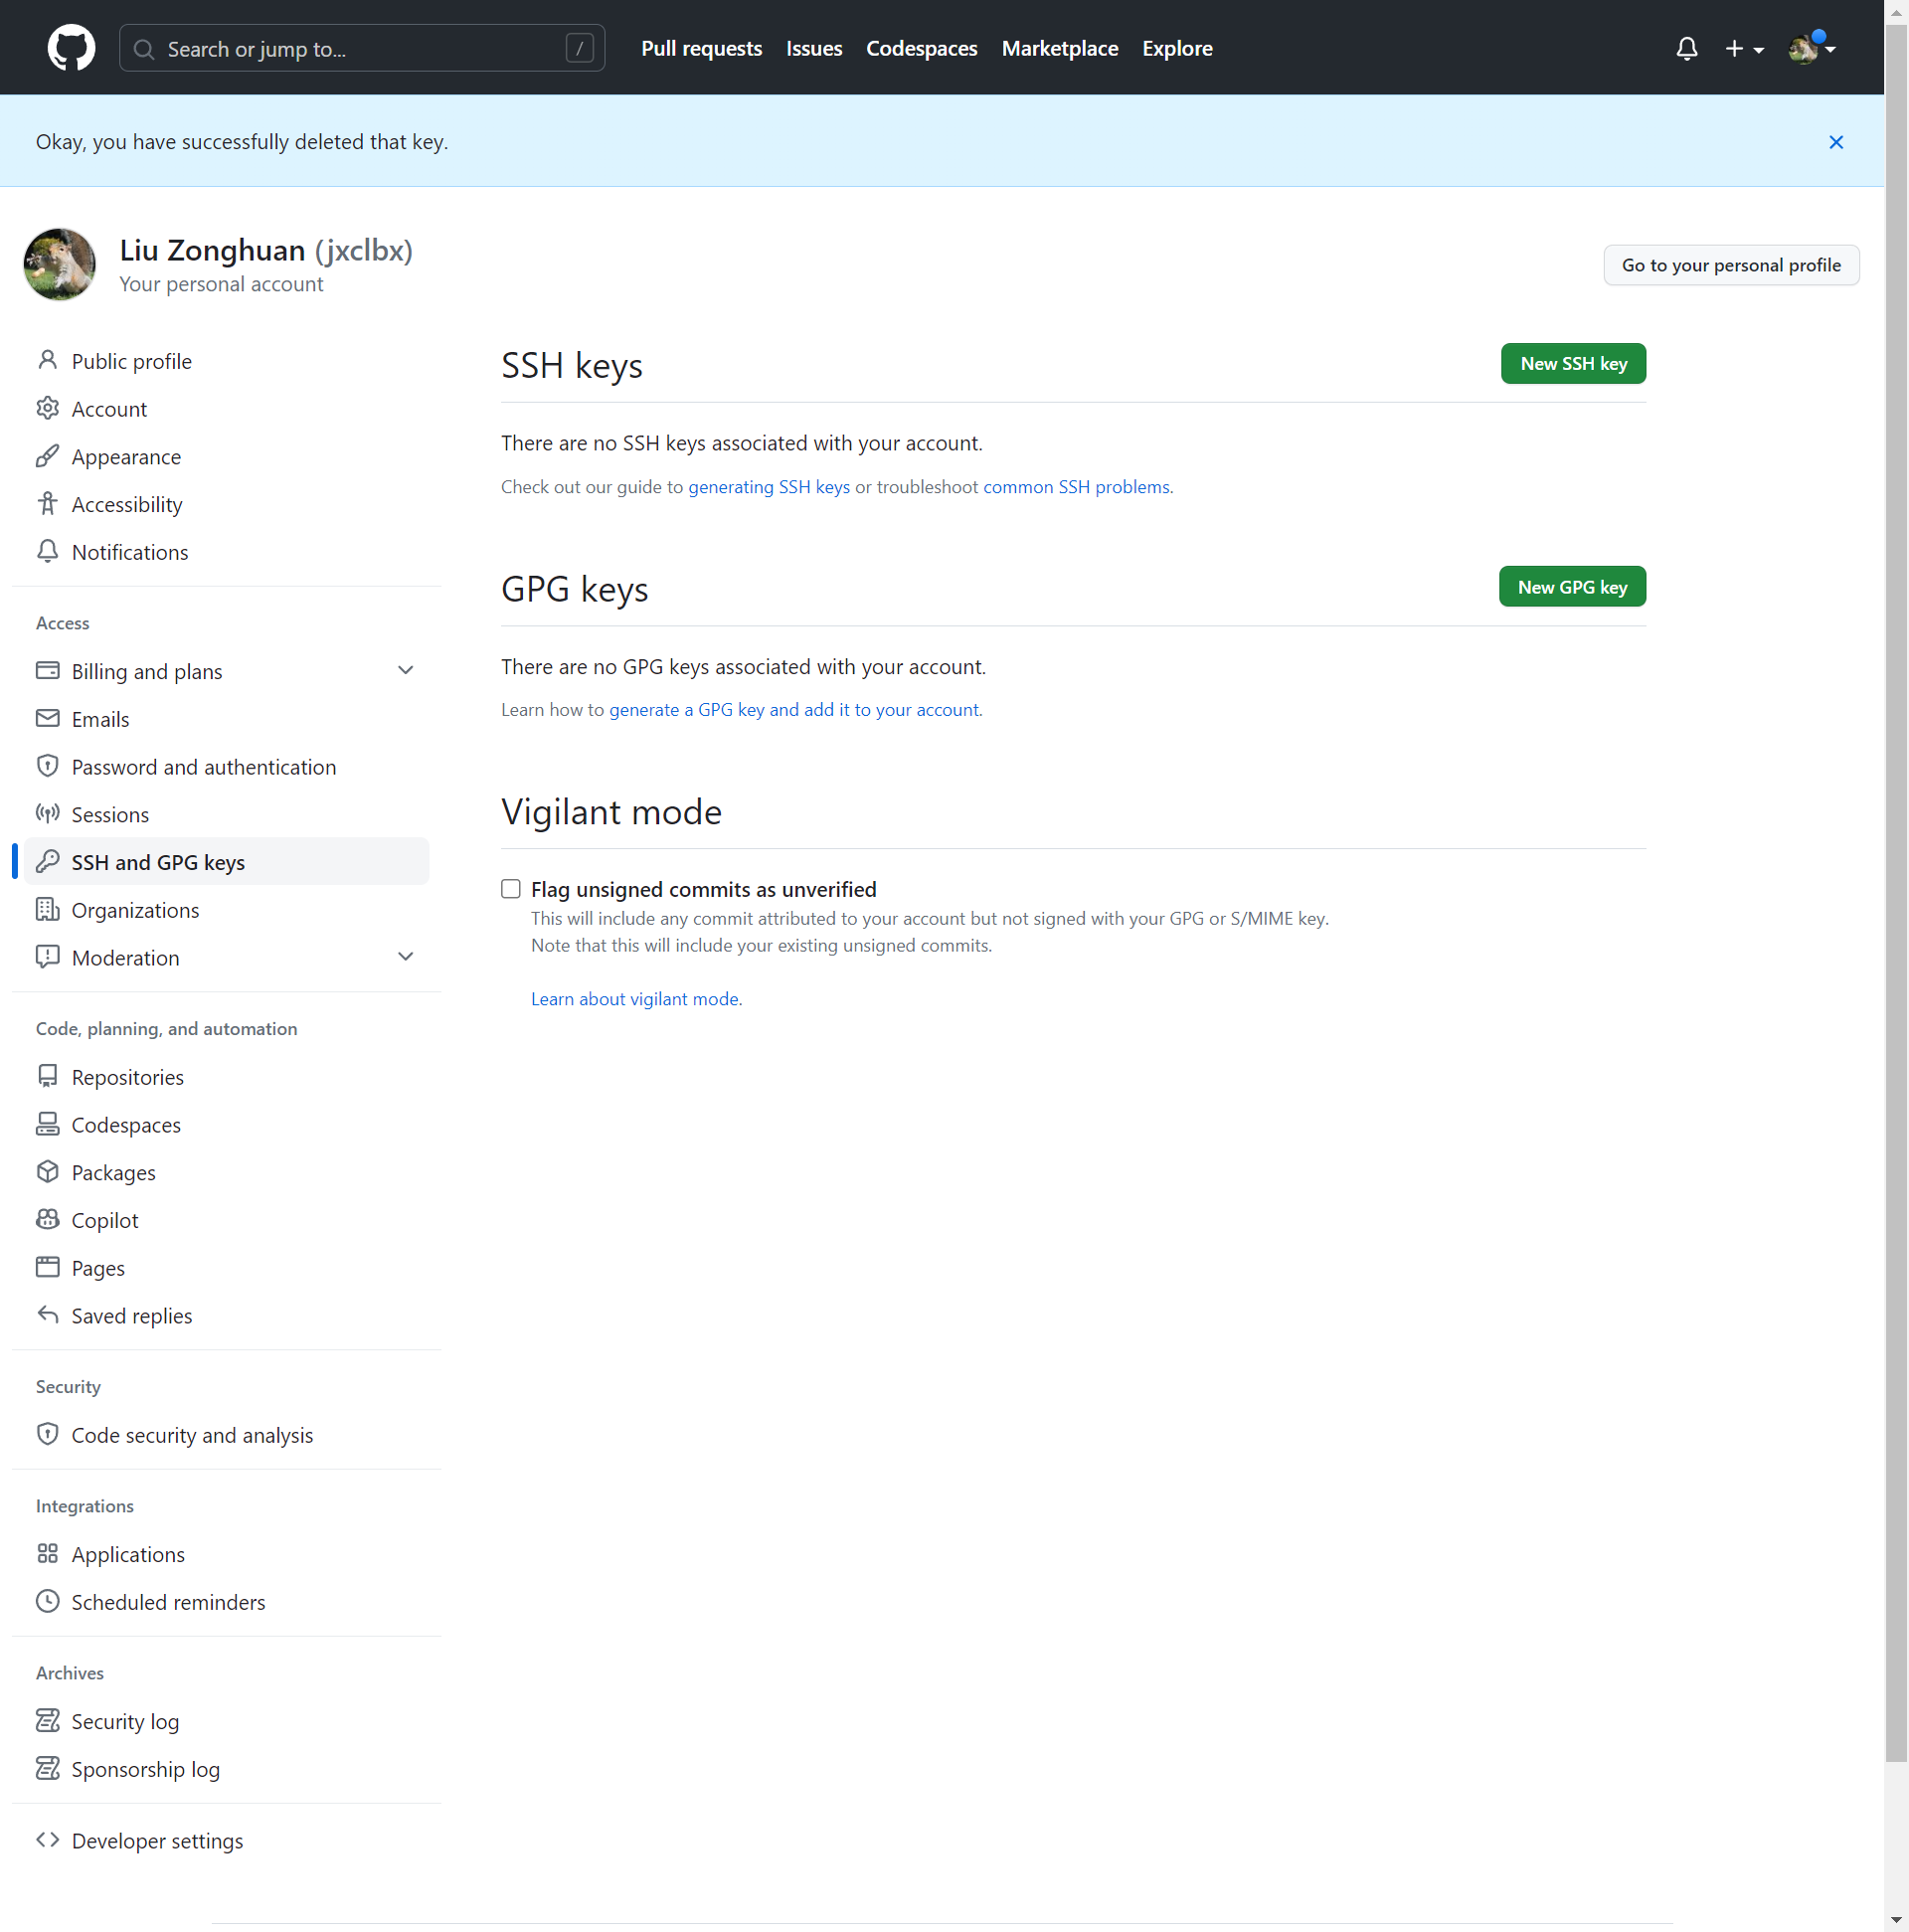 Search or jump to...
/
Pull requests
Issues
Codespaces
Marketplace
Explore
Okay, you have successfully deleted that key.
Liu Zonghuan (jxclbx)
Your personal account
Go to your personal profile
Public profile
Account
Appearance
Accessibility
Notifications
Access
Billing and plans
Emails
Password and authentication
Sessions
SSH and GPG keys
Organizations
Moderation
Code, planning, and automation
Repositories
Codespaces
Packages
Copilot
Pages
Saved replies
Security
Code security and analysis
Integrations
Applications
Scheduled reminders
Archives
Security log
Sponsorship log
Developer settings
SSH keys
New SSH key
There are no SSH keys associated with your account.
Check out our guide to generating SSH keys or troubleshoot common SSH problems.
GPG keys
New GPG key
There are no GPG keys associated with your account.
Learn how to generate a GPG key and add it to your account.
Vigilant mode
Flag unsigned commits as unverified
This will include any commit attributed to your account but not signed with your GPG or S/MIME key.
Note that this will include your existing unsigned commits.
Learn about vigilant mode.